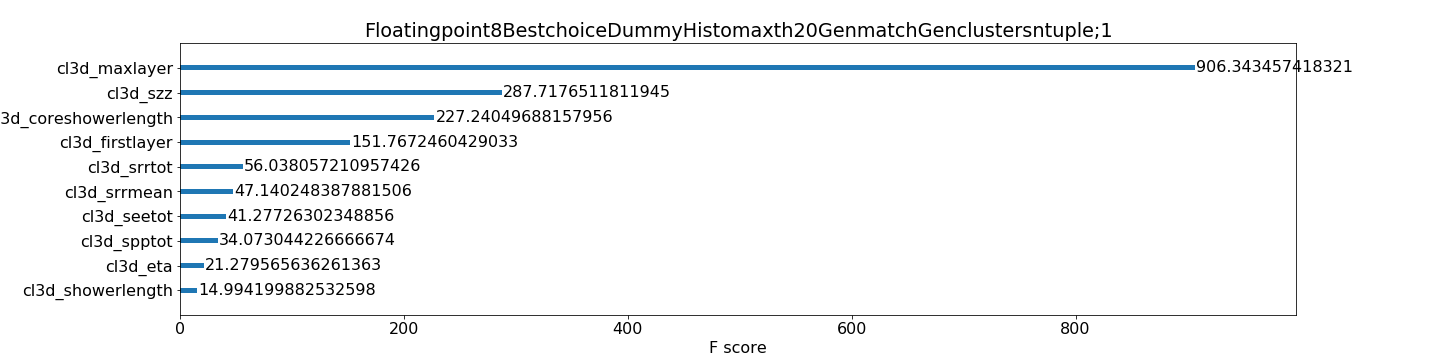 Floatingpoint8BestchoiceDummyHistomaxth20GenmatchGenclustersntuple;1
cl3d_maxlayer 906.343457418321
cl3d_szz 287.7176511811945
3d_coreshowerlength 227.24049688157956
cl3d_firstlayer 151.7672460429033
cl3d_srrtot 56.038057210957426
cl3d_srrmean 47.140248387881506
cl3d_seetot 41.27726302348856
cl3d_spptot 34.073044226666674
cl3d_eta 21.279565636261363
cl3d_showerlength 14.994199882532598
0 200 400 600 800
F score